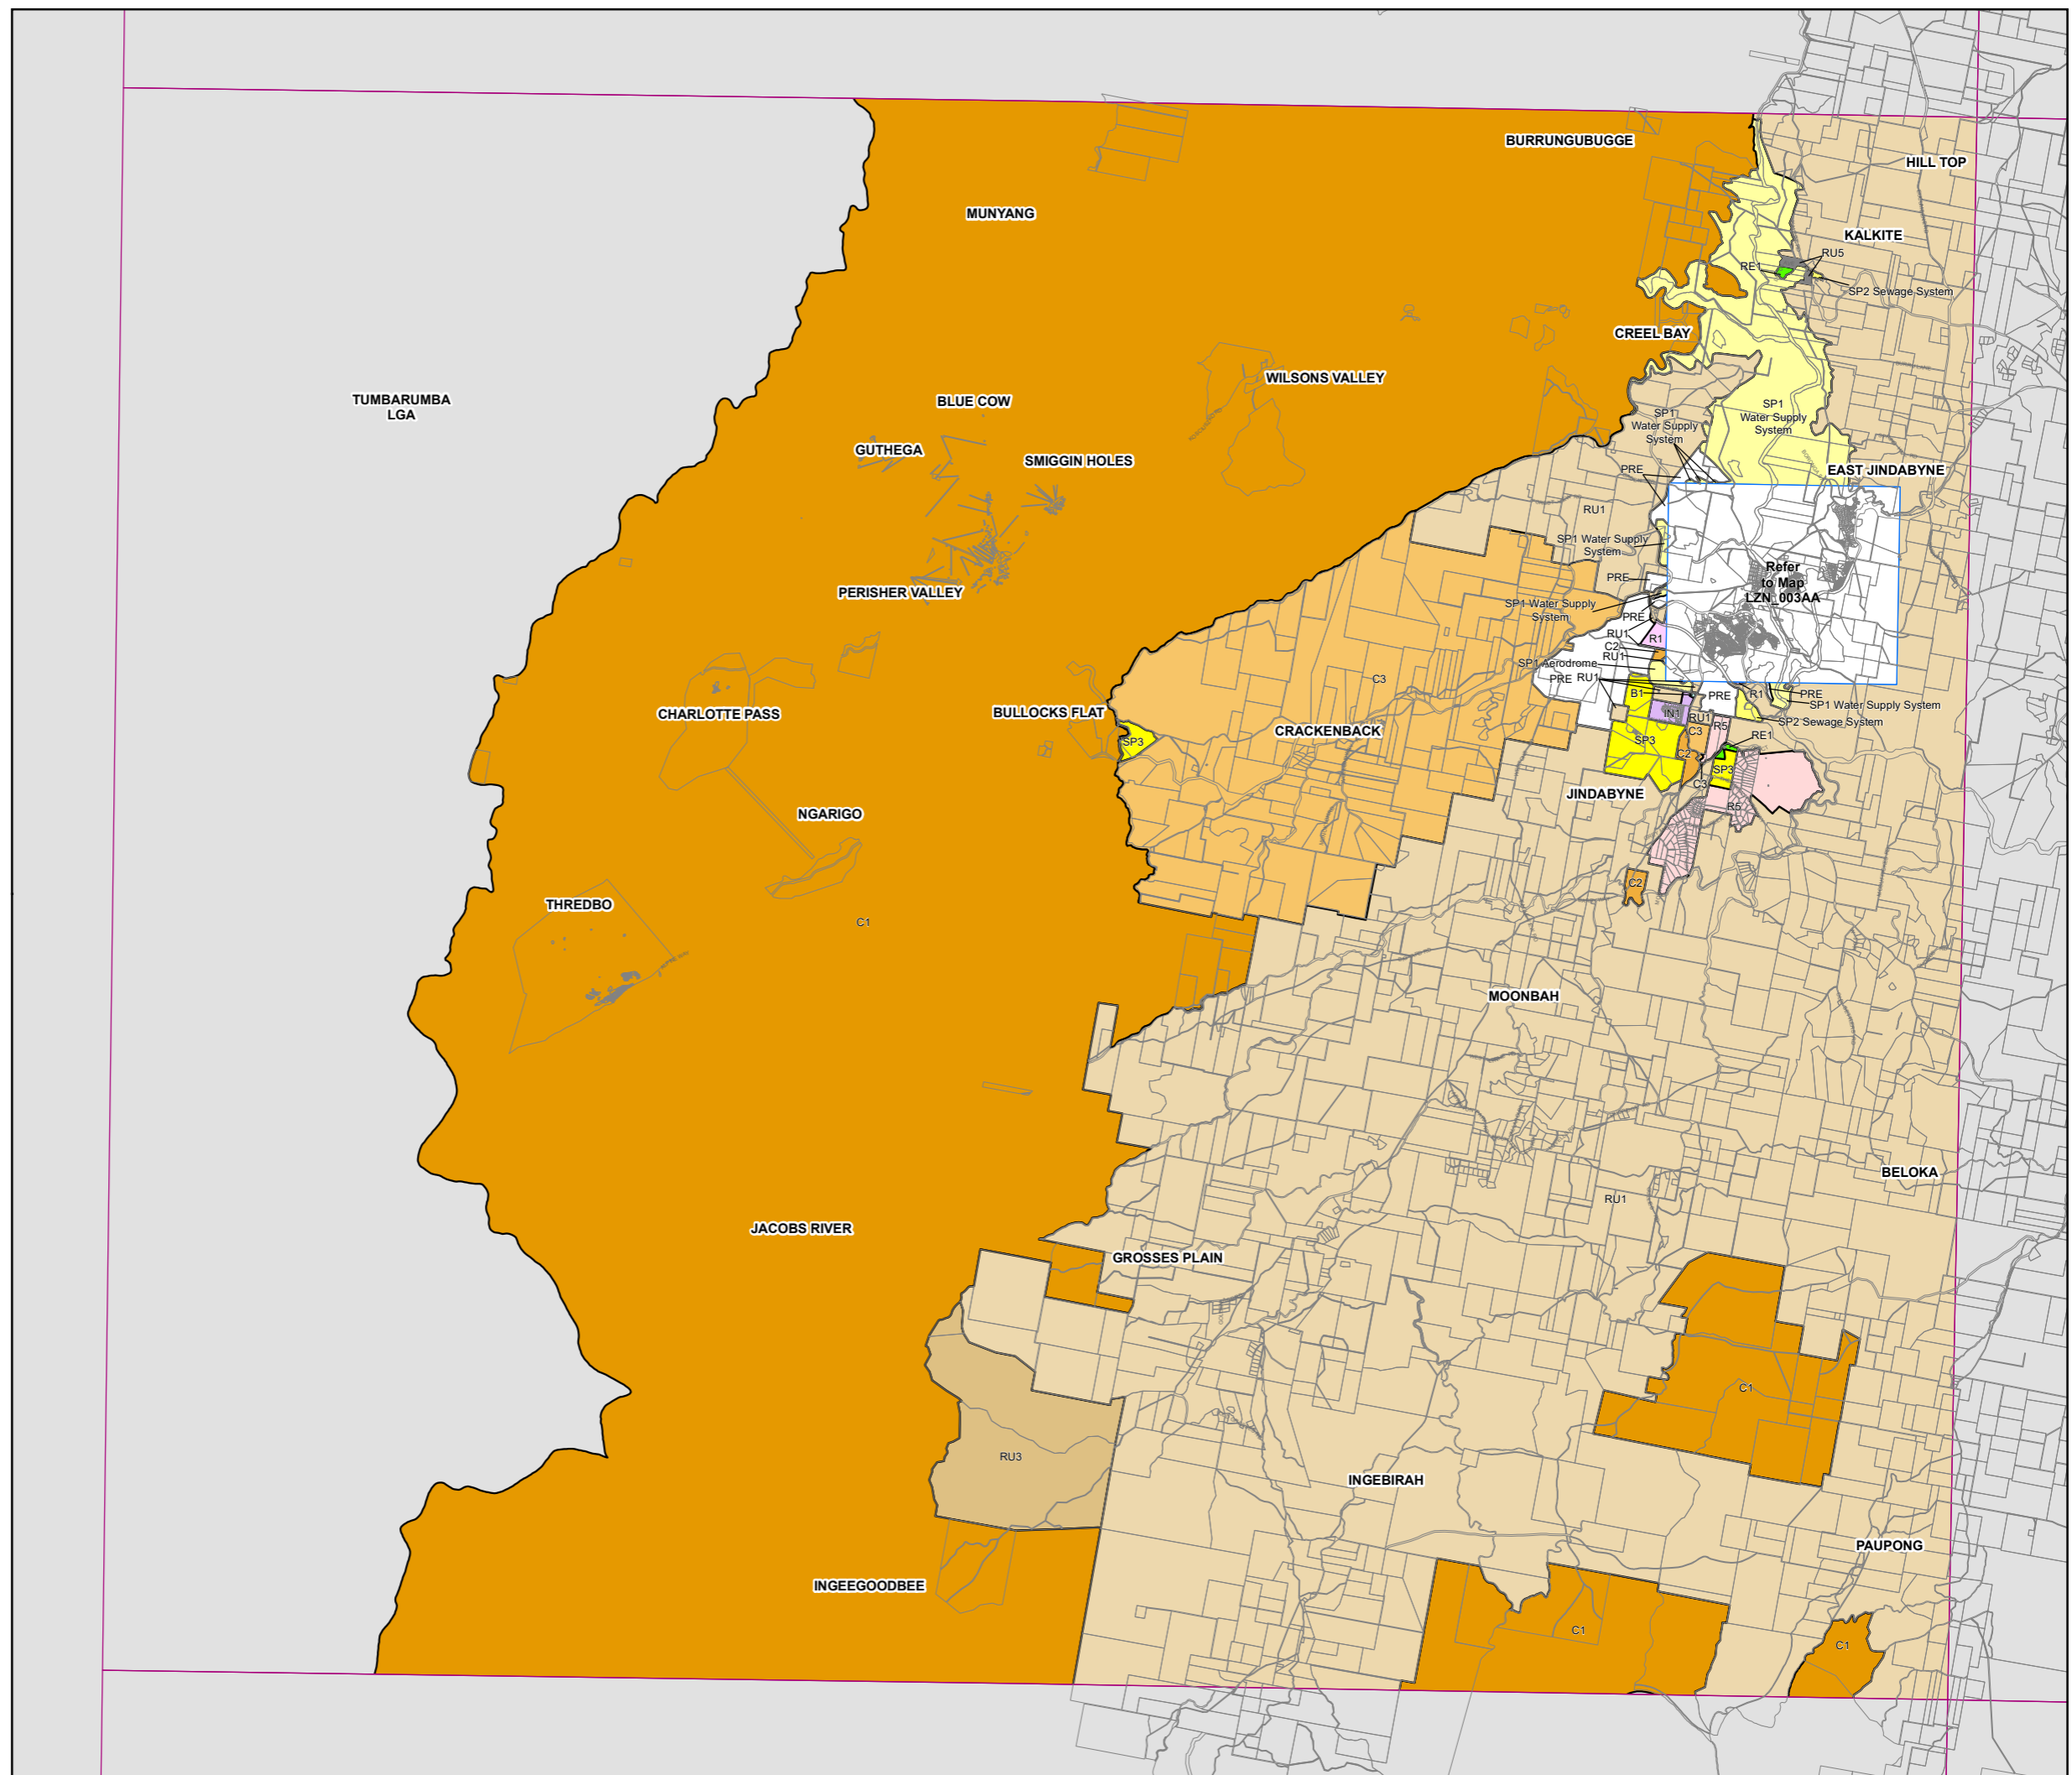 BURRUNGUBUGGE
HILL TOP
MUNYANG
KALKITE
RU5
RE1
SP2 Sewage System
CREEL BAY
WILSONS VALLEY
TUMBARUMBA
LGA
BLUE COW
SP1
Water Supply
System
SP1
Water Supply
System
GUTHEGA
SMIGGIN HOLES
PRE
EAST JINDABYNE
RU1
SP1 Water Supply
System
Refer
to Map
LZN_003AA
PRE
PERISHER VALLEY
SP1 Water Supply
System
PRE
RU1
R1
C2
RU1
SP1 Aerodrome
C3
PRE
RU1
B1
PRE
R1
PRE
SP1 Water Supply System
CHARLOTTE PASS
BULLOCKS FLAT
IN1
RU1
SP2 Sewage System
CRACKENBACK
SP3
SP3
C3
R5
RE1
C2
SP3
C3
JINDABYNE
R5
NGARIGO
C2
THREDBO
C1
MOONBAH
BELOKA
RU1
JACOBS RIVER
GROSSES PLAIN
C1
RU3
INGEBIRAH
PAUPONG
INGEEGOODBEE
C1
C1